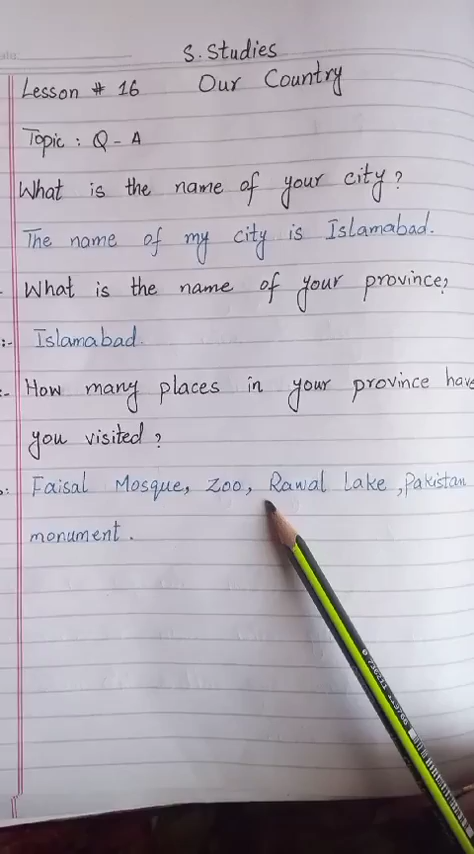 S. Studies
Lesson # 16 Our Country
Topic : Q - A
What is the name of your city?
The name of my city is Islamabad.
What is the name of your province?
:- Islamabad.
:- How many places in your province have
you visited ?
: Faisal Mosque, Zoo, Rawal Lake, Pakistan
monument.